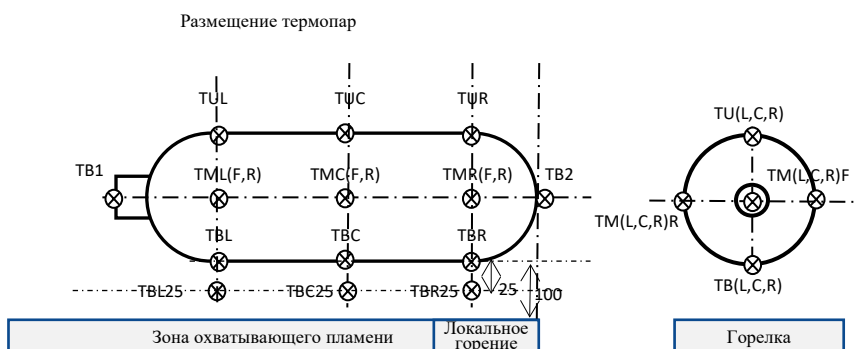 Размещение термопар
TUL TUC TUR
TU(L,C,R)
TB1 TML(F,R) TMC(F,R) TMR(F,R) TB2
TM(L,C,R)F
TM(L,C,R)R
TBL TBC TBR
TB(L,C,R)
TBL25 TBC25 TBR25 25 100
Зона охватывающего пламени
Локальное
горение
Горелка